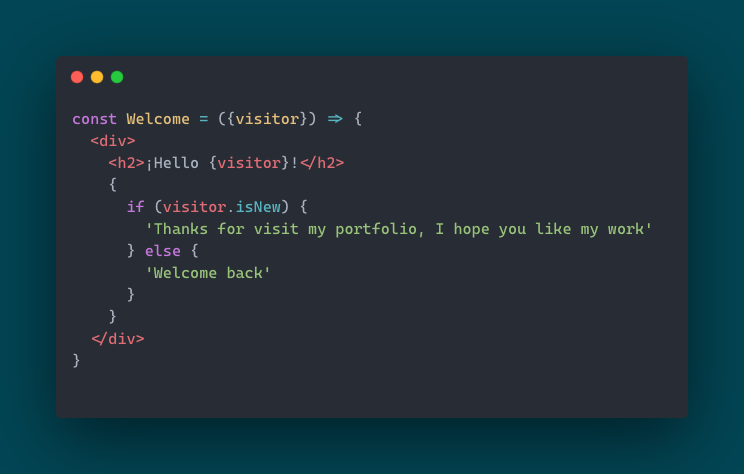 const Welcome = ({visitor}) => {
  <div>
    <h2>¡Hello {visitor}!</h2>
    {
      if (visitor.isNew) {
        'Thanks for visit my portfolio, I hope you like my work'
      } else {
        'Welcome back'
      }
    }
  </div>
}